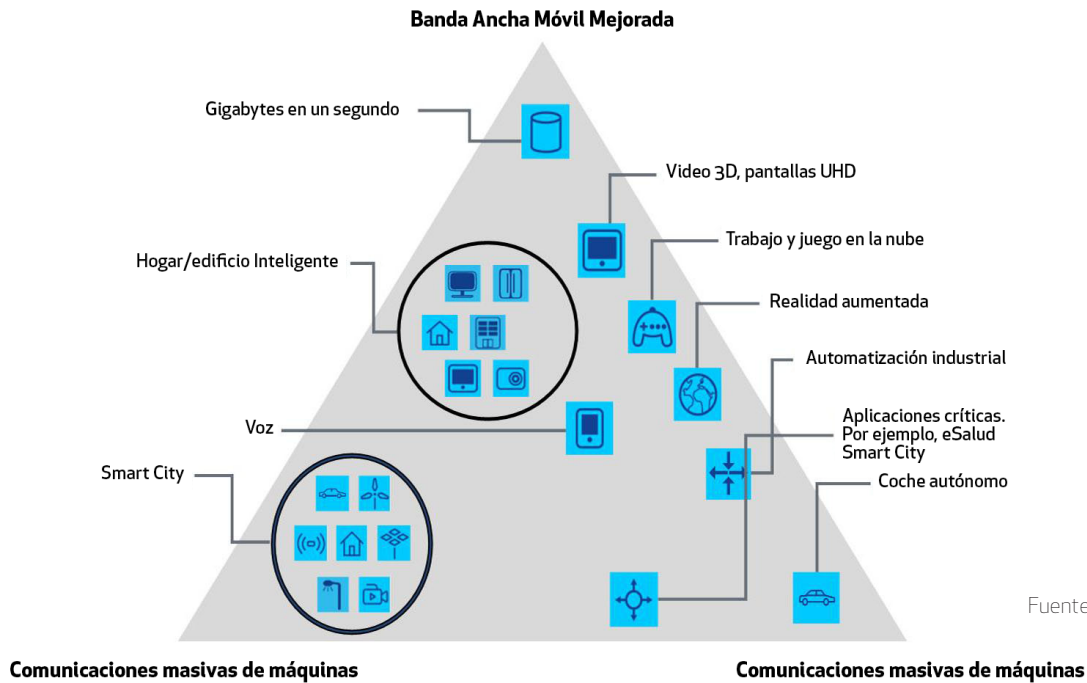 Banda Ancha Móvil Mejorada
Gigabytes en un segundo
Video 3D, pantallas UHD
Trabajo y juego en la nube
Hogar/edificio Inteligente
Realidad aumentada
Automatización industrial
Aplicaciones críticas.
Por ejemplo, eSalud
Smart City
Voz
Smart City
Coche autónomo
Fuente
Comunicaciones masivas de máquinas
Comunicaciones masivas de máquinas